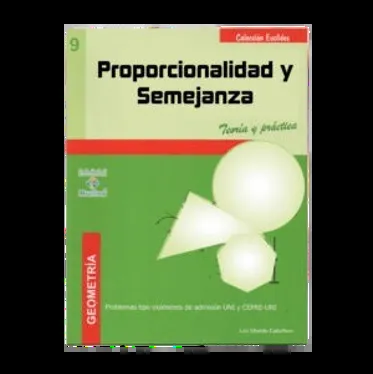 9
Colección Euclides
Proporcionalidad y
Semejanza
Teoría y práctica
GEOMETRÍA
Problemas tipo exámenes de admisión UNI y CEPRE-UNI